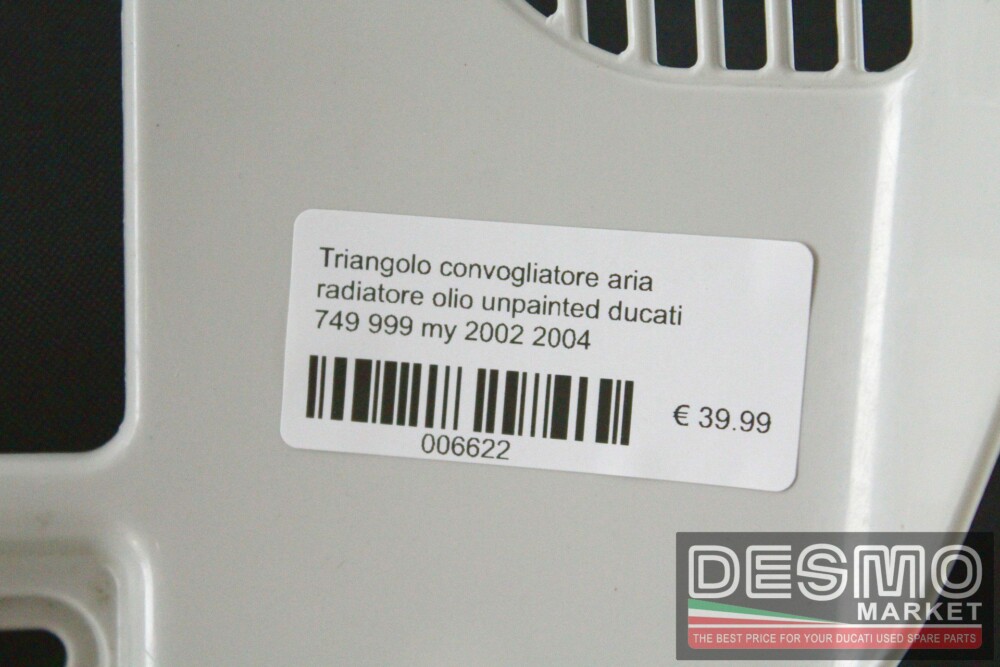 Triangolo convogliatore aria
radiatore olio unpainted ducati
749 999 my 2002 2004
€ 39.99
006622
DESMO
MARKET
THE BEST PRICE FOR YOUR DUCATI USED SPARE PARTS